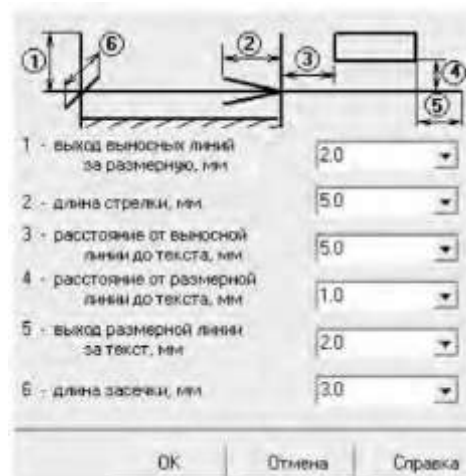 1 6 2 3 4 5
1 - выход выносных линий
за размерную, мм 2.0
2 - длина стрелки, мм 5.0
3 - расстояние от выносной
линии до текста, мм 5.0
4 - расстояние от размерной
линии до текста, мм 1.0
5 - выход размерной линии
за текст, мм 2.0
6 - длина засечки, мм 3.0
OK Отмена Справка